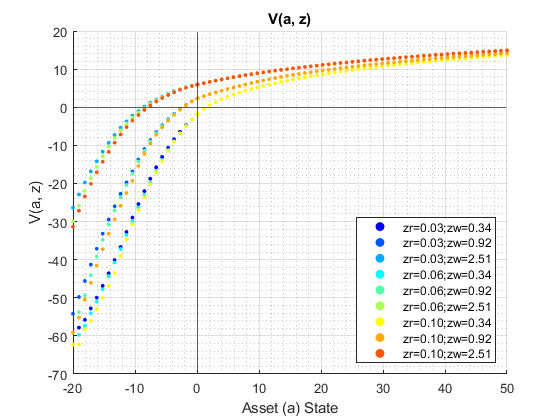 V(a, z)
20
10
0
-10
-20
-30
-40
-50
-60
-70
V(a, z)
zr=0.03;zw=0.34
zr=0.03;zw=0.92
zr=0.03;zw=2.51
zr=0.06;zw=0.34
zr=0.06;zw=0.92
zr=0.06;zw=2.51
zr=0.10;zw=0.34
zr=0.10;zw=0.92
zr=0.10;zw=2.51
-20 -10 0 10 20 30 40 50
Asset (a) State